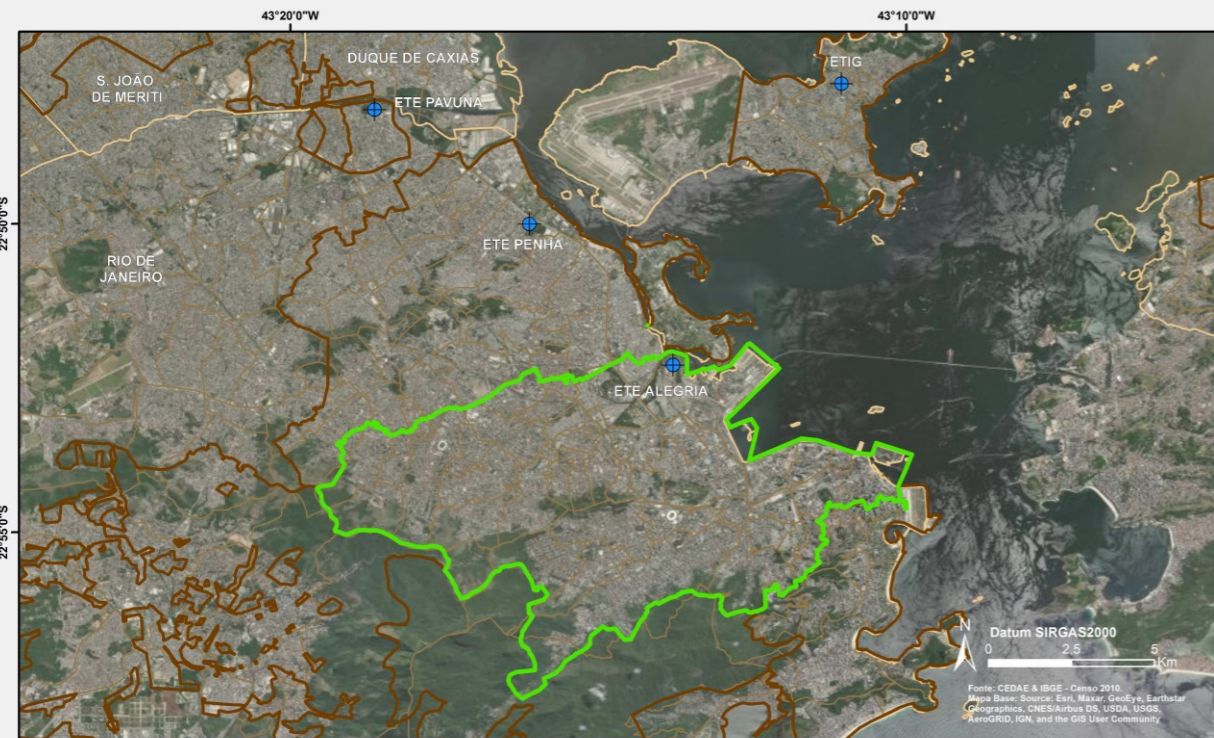 43°20'0"W
43°10'0"W
DUQUE DE CAXIAS
ETIG
S. JOÃO
DE MERITI
ETE PAVUNA
22°50'0"S
ETE PENHA
RIO DE
JANEIRO
ETE ALEGRIA
22°55'0"S
N
Datum SIRGAS2000
0 2,5 5
Km
Fonte: CEDAE & IBGE - Censo 2010.
Mapa Base: Source: Esri, Maxar, GeoEye, Earthstar
Geographics, CNES/Airbus DS, USDA, USGS,
AeroGRID, IGN, and the GIS User Community